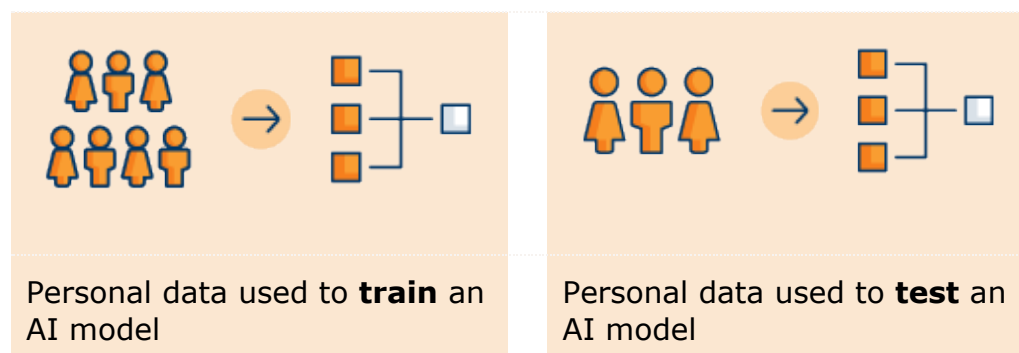 Personal data used to train an
AI model
Personal data used to test an
AI model